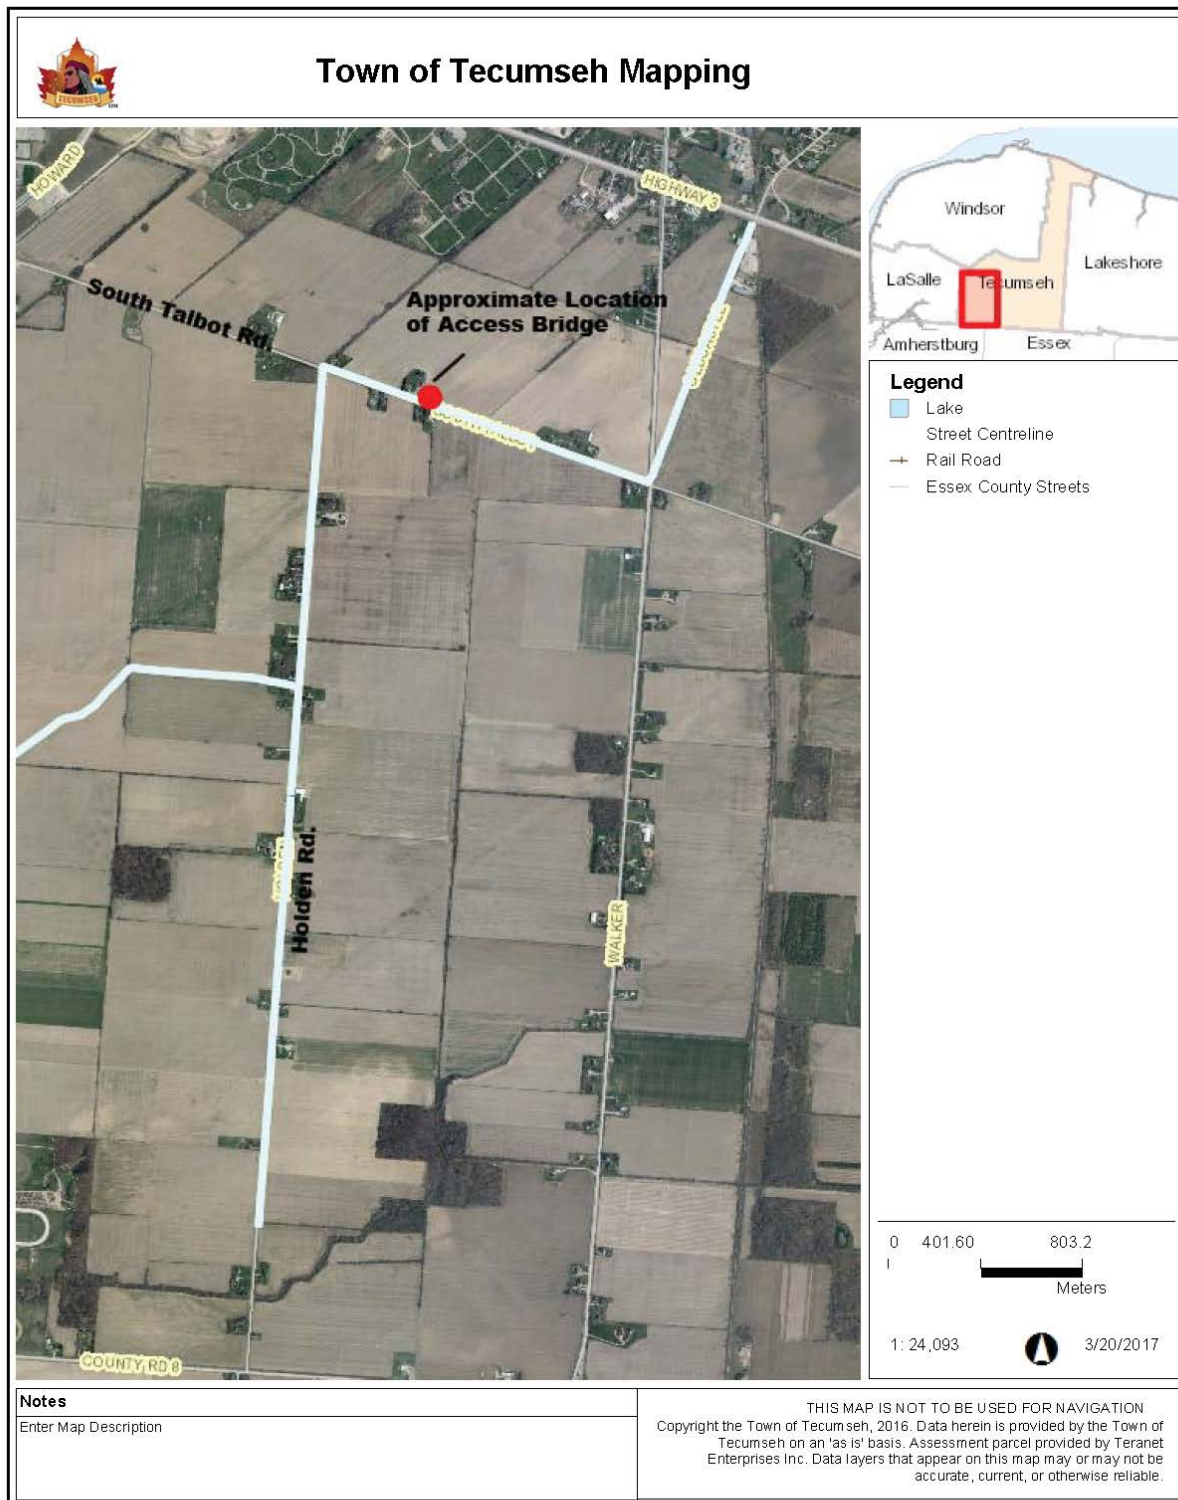 TECUMSEH
Town of Tecumseh Mapping
HOWARD
HIGHWAY 3
South Talbot Rd.
Approximate Location
of Access Bridge
Holden Rd.
WALKER
COUNTY RD 8
Windsor
LaSalle
Tecumseh
Lakeshore
Amherstburg
Essex
Legend
Lake
Street Centreline
Rail Road
Essex County Streets
0 401.60 803.2
Meters
1: 24,093
3/20/2017
Notes
Enter Map Description
THIS MAP IS NOT TO BE USED FOR NAVIGATION
Copyright the Town of Tecumseh, 2016. Data herein is provided by the Town of
Tecumseh on an 'as is' basis. Assessment parcel provided by Teranet
Enterprises Inc. Data layers that appear on this map may or may not be
accurate, current, or otherwise reliable.